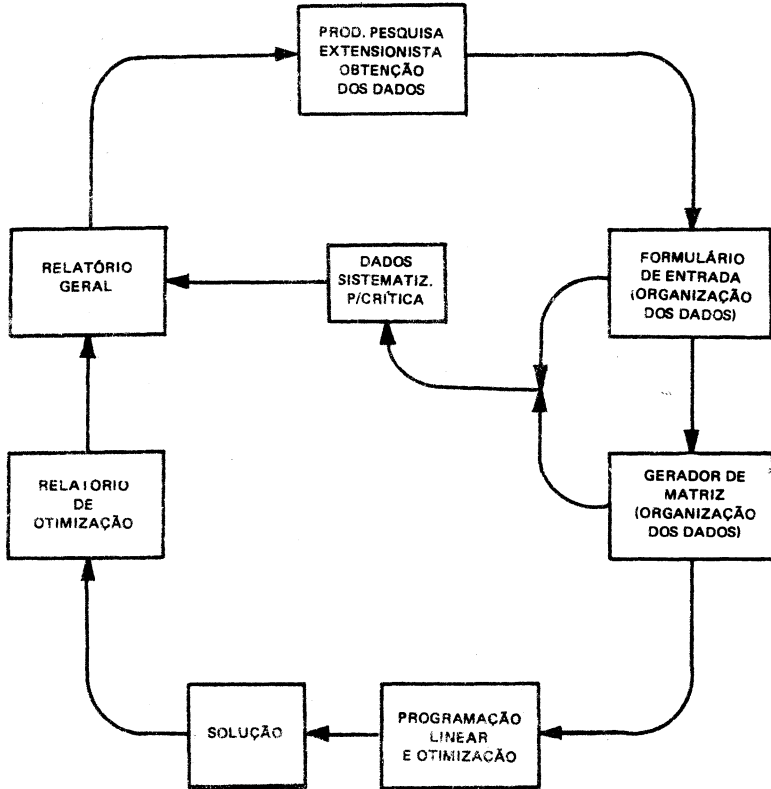 PROD. PESQUISA
EXTENSIONISTA
OBTENÇÃO
DOS DADOS
RELATÓRIO
GERAL
DADOS
SISTEMATIZ.
P/CRÍTICA
FORMULÁRIO
DE ENTRADA
(ORGANIZAÇÃO
DOS DADOS)
RELATÓRIO
DE
OTIMIZAÇÃO
GERADOR DE
MATRIZ
(ORGANIZAÇÃO
DOS DADOS)
SOLUÇÃO
PROGRAMAÇÃO
LINEAR
E OTIMIZAÇÃO